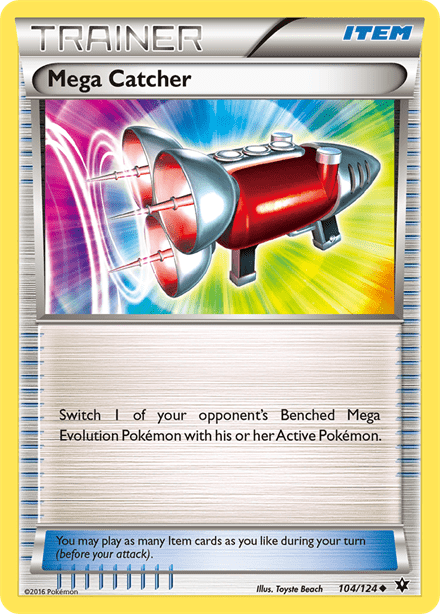 TRAINER
ITEM
Mega Catcher
Switch 1 of your opponent's Benched Mega
Evolution Pokémon with his or her Active Pokémon.
You may play as many Item cards as you like during your turn
(before your attack).
©2016 Pokémon
Illus. Toyste Beach
104/124